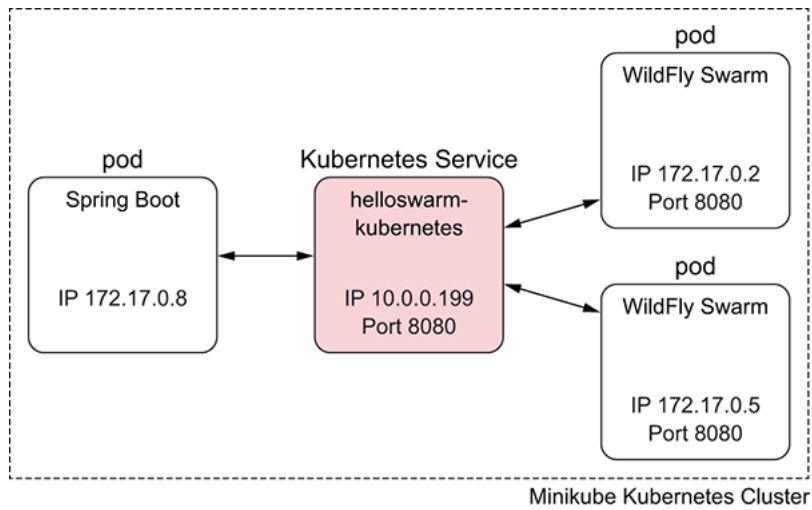 pod
Spring Boot
IP 172.17.0.8
Kubernetes Service
helloswarm-
kubernetes
IP 10.0.0.199
Port 8080
pod
WildFly Swarm
IP 172.17.0.2
Port 8080
pod
WildFly Swarm
IP 172.17.0.5
Port 8080
Minikube Kubernetes Cluster